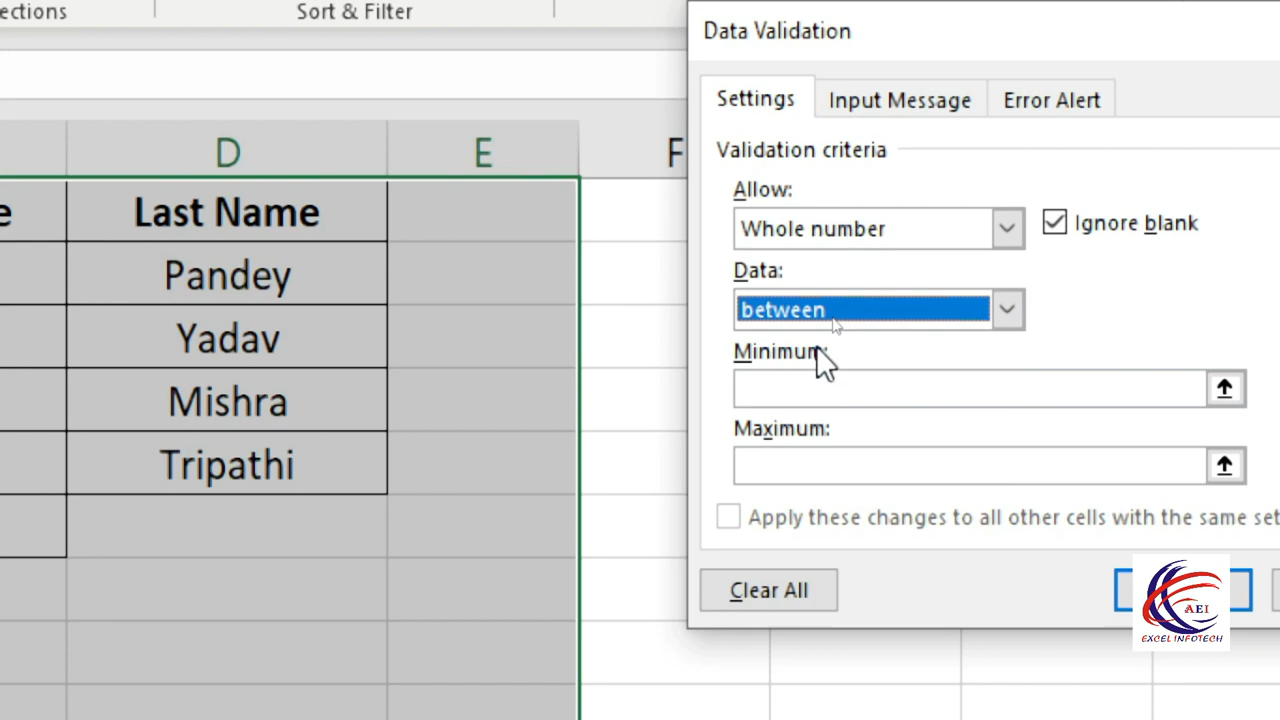 ections
Sort & Filter
Data Validation
Settings
Input Message
Error Alert
Validation criteria
Allow:
Whole number
Ignore blank
Data:
between
Minimum:
Maximum:
Apply these changes to all other cells with the same set
Clear All
D
E
F
e
Last Name
Pandey
Yadav
Mishra
Tripathi
AEI
EXCEL INFOTECH